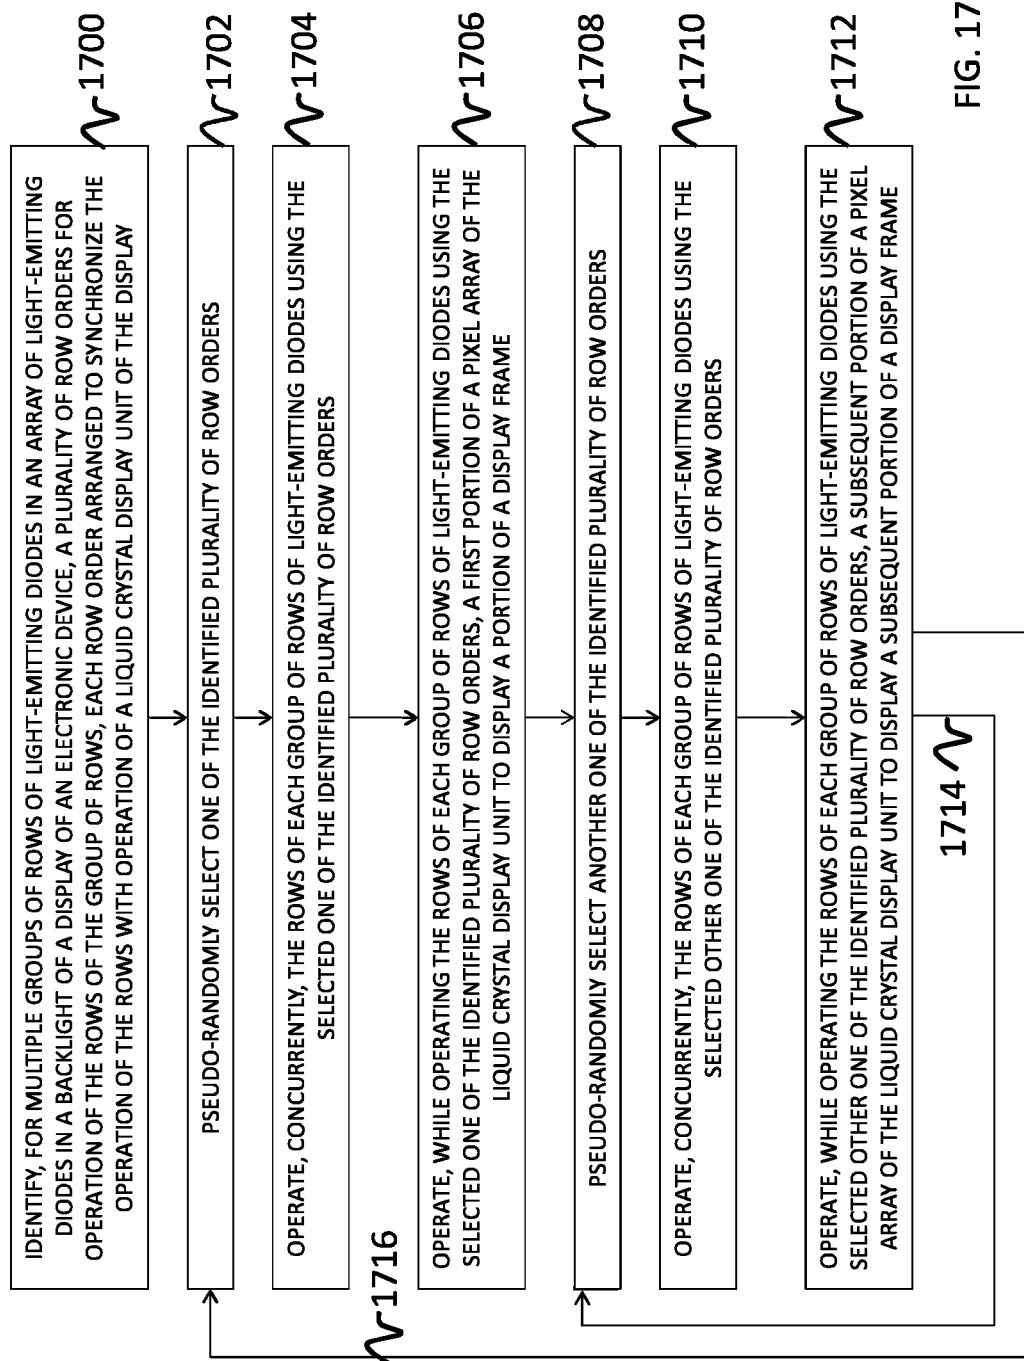 IDENTIFY, FOR MULTIPLE GROUPS OF ROWS OF LIGHT-EMITTING DIODES IN AN ARRAY OF LIGHT-EMITTING
DIODES IN A BACKLIGHT OF A DISPLAY OF AN ELECTRONIC DEVICE, A PLURALITY OF ROW ORDERS FOR
OPERATION OF THE ROWS OF THE GROUP OF ROWS, EACH ROW ORDER ARRANGED TO SYNCHRONIZE THE
OPERATION OF THE ROWS WITH OPERATION OF A LIQUID CRYSTAL DISPLAY UNIT OF THE DISPLAY
1700
PSEUDO-RANDOMLY SELECT ONE OF THE IDENTIFIED PLURALITY OF ROW ORDERS
1702
OPERATE, CONCURRENTLY, THE ROWS OF EACH GROUP OF ROWS OF LIGHT-EMITTING DIODES USING THE
SELECTED ONE OF THE IDENTIFIED PLURALITY OF ROW ORDERS
1704
OPERATE, WHILE OPERATING THE ROWS OF EACH GROUP OF ROWS OF LIGHT-EMITTING DIODES USING THE
SELECTED ONE OF THE IDENTIFIED PLURALITY OF ROW ORDERS, A FIRST PORTION OF A PIXEL ARRAY OF THE
LIQUID CRYSTAL DISPLAY UNIT TO DISPLAY A PORTION OF A DISPLAY FRAME
1706
PSEUDO-RANDOMLY SELECT ANOTHER ONE OF THE IDENTIFIED PLURALITY OF ROW ORDERS
1708
OPERATE, CONCURRENTLY, THE ROWS OF EACH GROUP OF ROWS OF LIGHT-EMITTING DIODES USING THE
SELECTED OTHER ONE OF THE IDENTIFIED PLURALITY OF ROW ORDERS
1710
OPERATE, WHILE OPERATING THE ROWS OF EACH GROUP OF ROWS OF LIGHT-EMITTING DIODES USING THE
SELECTED OTHER ONE OF THE IDENTIFIED PLURALITY OF ROW ORDERS, A SUBSEQUENT PORTION OF A PIXEL
ARRAY OF THE LIQUID CRYSTAL DISPLAY UNIT TO DISPLAY A SUBSEQUENT PORTION OF A DISPLAY FRAME
1712
1716
1714
FIG. 17